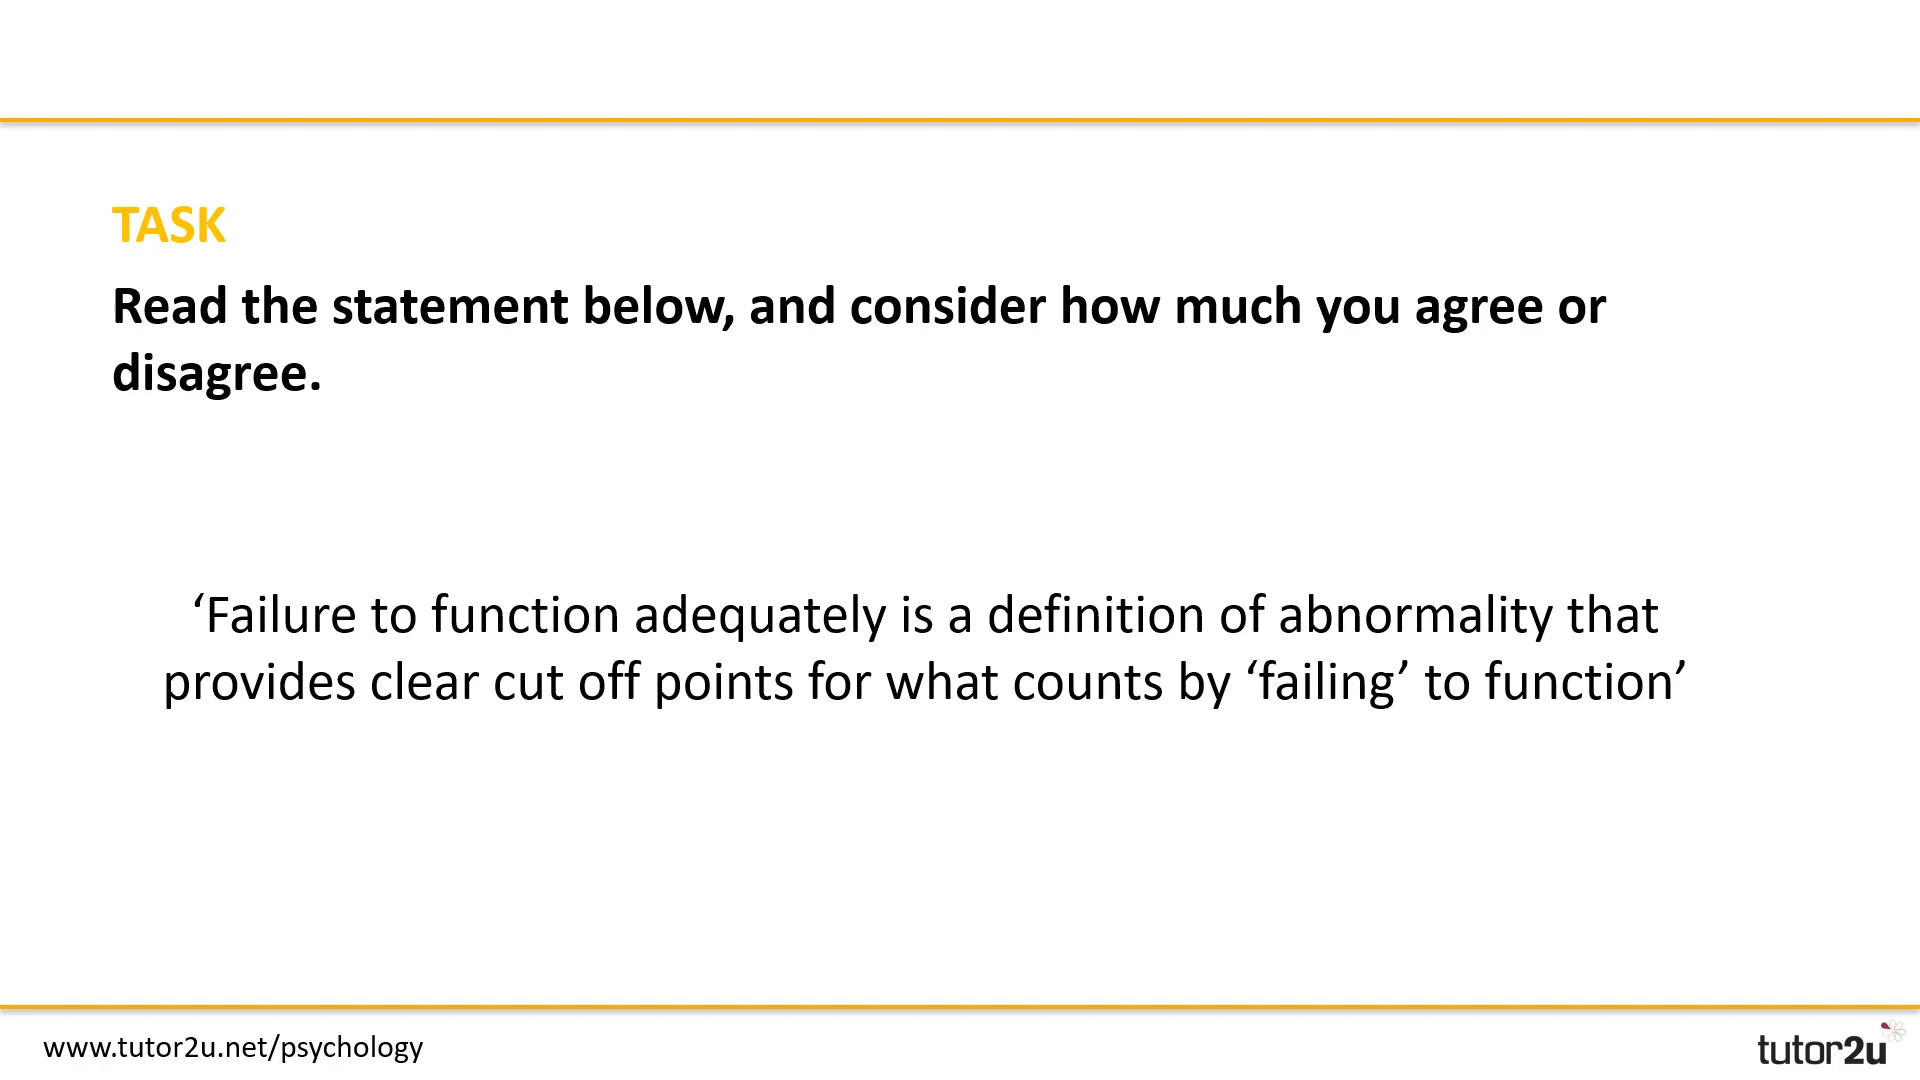 TASK
Read the statement below, and consider how much you agree or
disagree.
‘Failure to function adequately is a definition of abnormality that
provides clear cut off points for what counts by ‘failing’ to function’
www.tutor2u.net/psychology
tutor2u